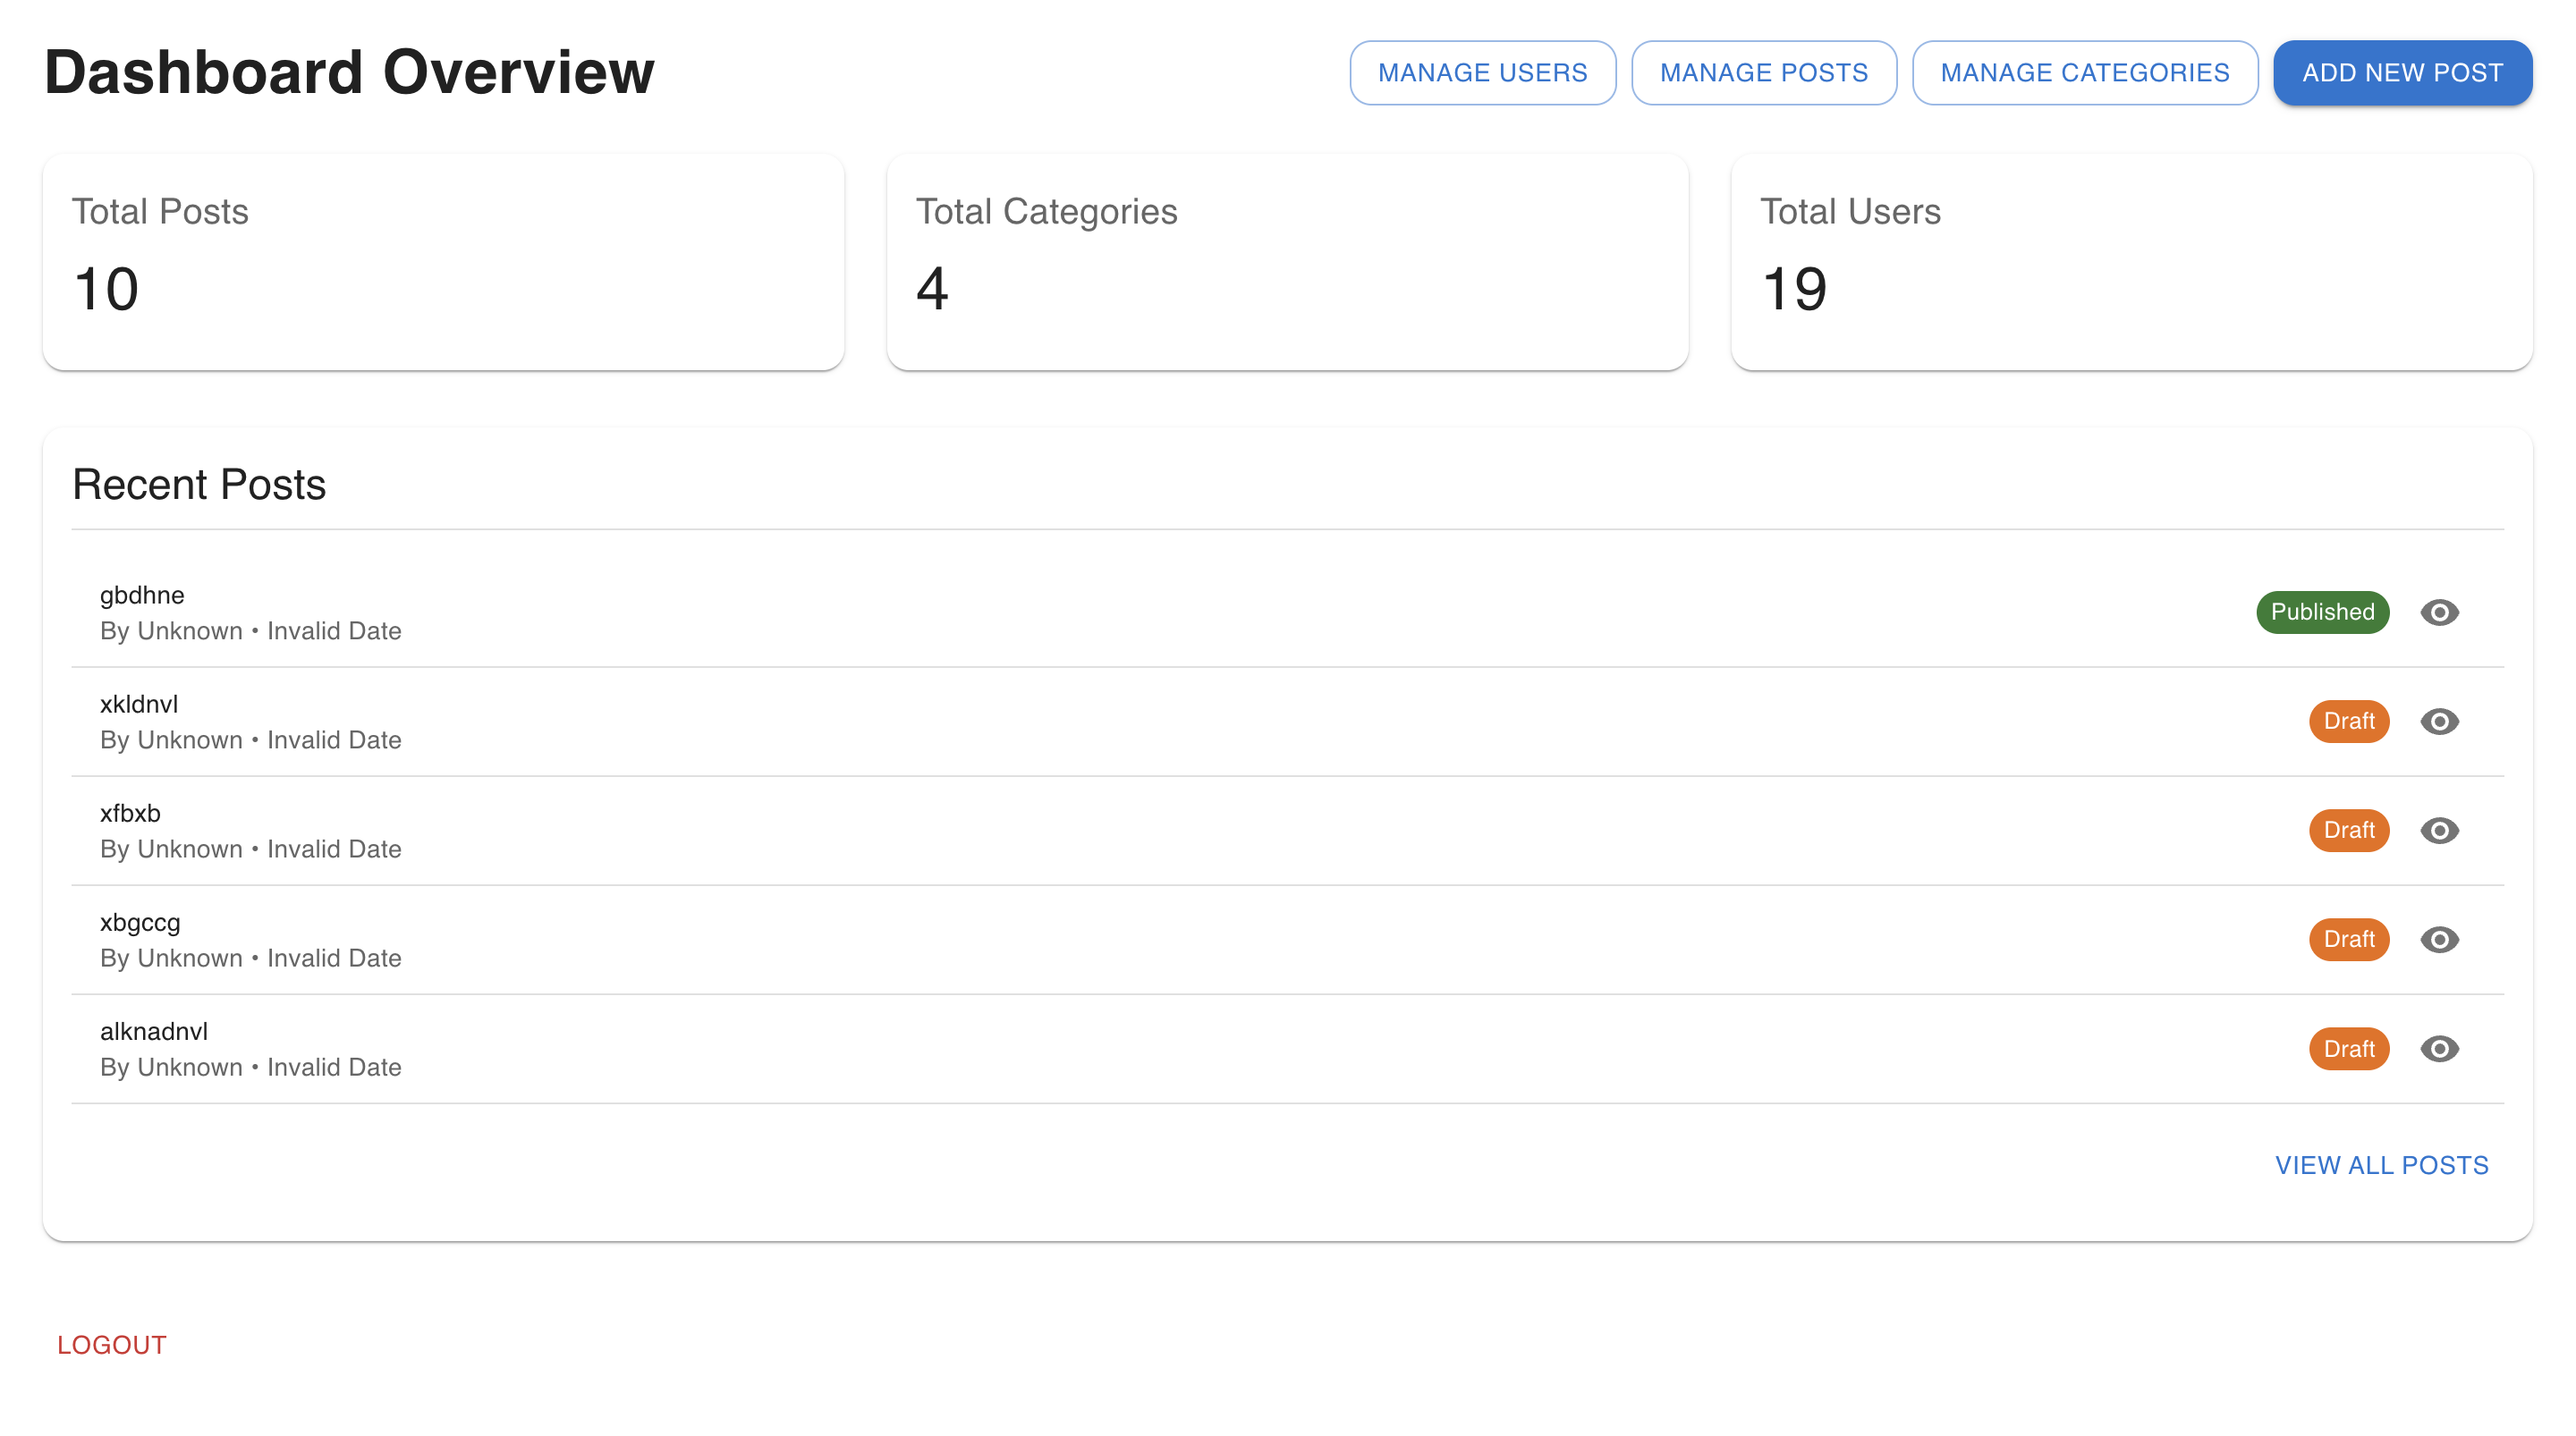 Dashboard Overview
MANAGE USERS
MANAGE POSTS
MANAGE CATEGORIES
ADD NEW POST
Total Posts
10
Total Categories
4
Total Users
19
Recent Posts
gbdhne
By Unknown • Invalid Date
Published
xkldnvl
By Unknown • Invalid Date
Draft
xfbxb
By Unknown • Invalid Date
Draft
xbgccg
By Unknown • Invalid Date
Draft
alknadnvl
By Unknown • Invalid Date
Draft
VIEW ALL POSTS
LOGOUT